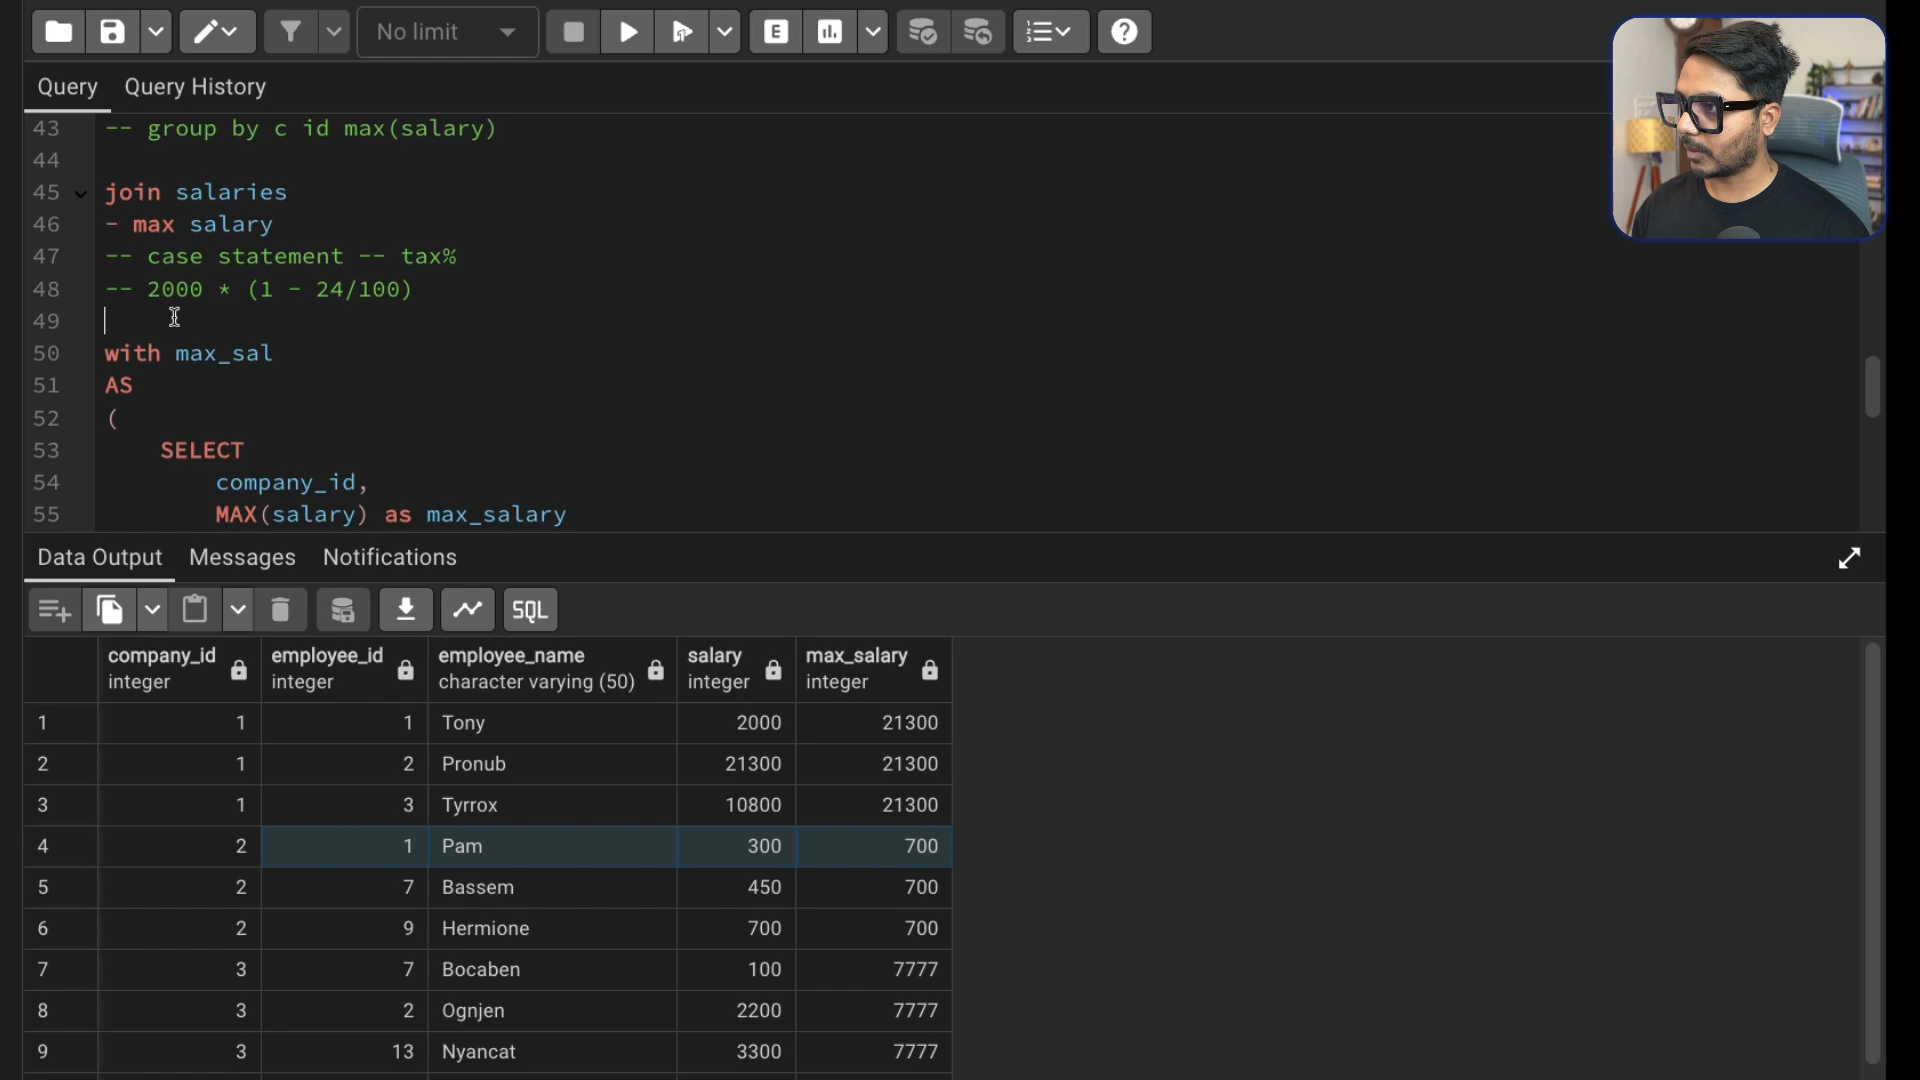 No limit
E
Query Query History
43 -- group by c id max(salary)
44
45 join salaries
46 - max salary
47 -- case statement -- tax%
48 -- 2000 * (1 - 24/100)
49
50 with max_sal
51 AS
52 (
53 SELECT
54 company_id,
55 MAX(salary) as max_salary
Data Output Messages Notifications
SQL
company_id employee_id employee_name salary max_salary
integer integer character varying (50) integer integer
1 1 1 Tony 2000 21300
2 1 2 Pronub 21300 21300
3 1 3 Tyrrox 10800 21300
4 2 1 Pam 300 700
5 2 7 Bassem 450 700
6 2 9 Hermione 700 700
7 3 7 Bocaben 100 7777
8 3 2 Ognjen 2200 7777
9 3 13 Nyancat 3300 7777